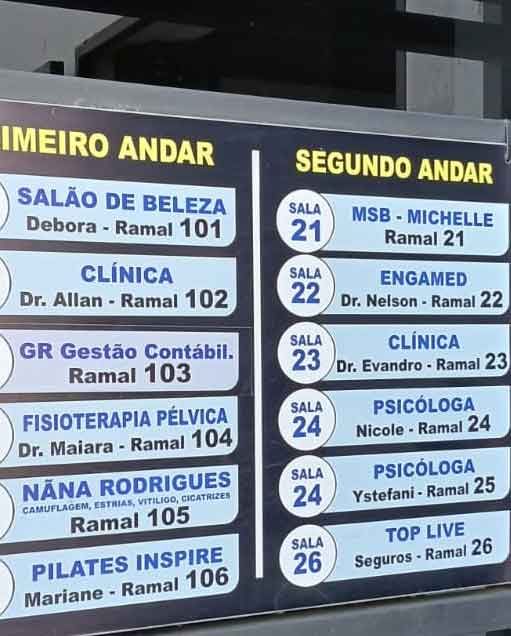 IMEIRO ANDAR
SALÃO DE BELEZA
Debora - Ramal 101
CLÍNICA
Dr. Allan - Ramal 102
GR Gestão Contábil.
Ramal 103
FISIOTERAPIA PÉLVICA
Dr. Maiara - Ramal 104
NÃNA RODRIGUES
CAMUFLAGEM, ESTRIAS, VITILIGO, CICATRIZES
Ramal 105
PILATES INSPIRE
Mariane - Ramal 106
SEGUNDO ANDAR
SALA 21
MSB - MICHELLE
Ramal 21
SALA 22
ENGAMED
Dr. Nelson - Ramal 22
SALA 23
CLÍNICA
Dr. Evandro - Ramal 23
SALA 24
PSICÓLOGA
Nicole - Ramal 24
SALA 24
PSICÓLOGA
Ystefani - Ramal 25
SALA 26
TOP LIVE
Seguros - Ramal 26